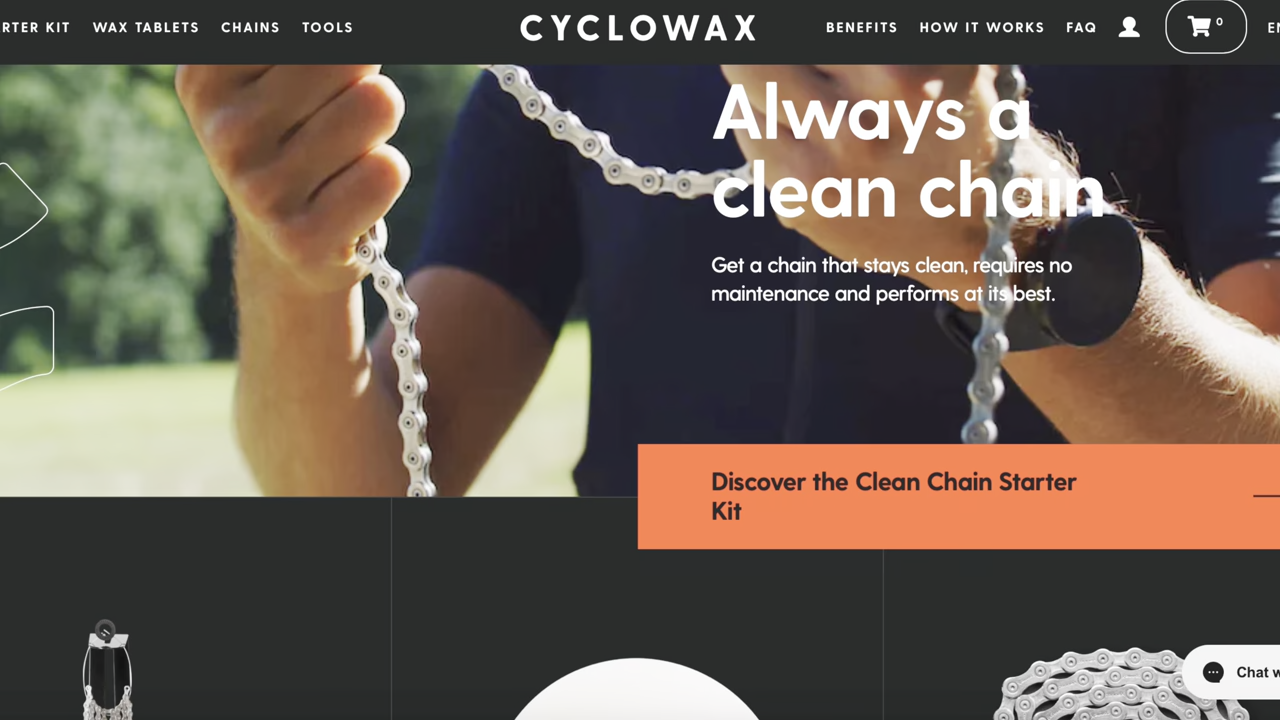 RTER KIT WAX TABLETS CHAINS TOOLS CYCLOWAX BENEFITS HOW IT WORKS FAQ 0 EN
Always a
clean chain
Get a chain that stays clean, requires no
maintenance and performs at its best.
Discover the Clean Chain Starter
Kit
Chat w